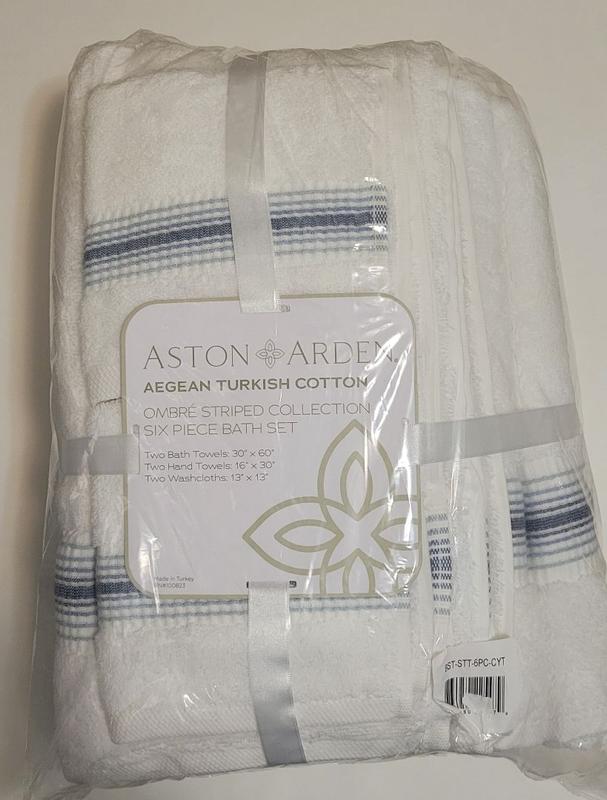 ASTON ARDEN
AEGEAN TURKISH COTTON
OMBRÉ STRIPED COLLECTION
SIX PIECE BATH SET
Two Bath Towels: 30" x 60"
Two Hand Towels: 16" x 30"
Two Washcloths: 13" x 13"
Made in Turkey
ST-STT-6PC-CYT